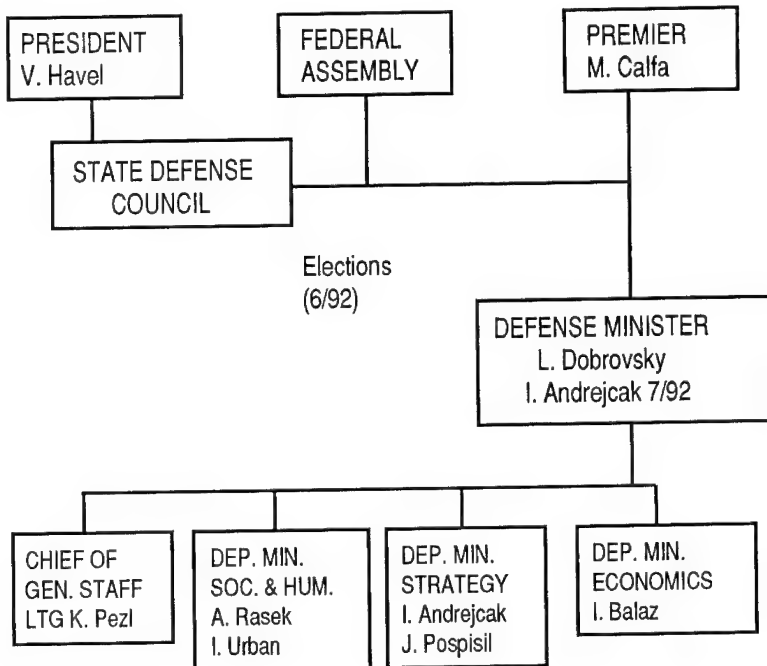 PRESIDENT
V. Havel
FEDERAL
ASSEMBLY
PREMIER
M. Calfa
STATE DEFENSE
COUNCIL
Elections
(6/92)
DEFENSE MINISTER
L. Dobrovsky
I. Andrejcak 7/92
CHIEF OF
GEN. STAFF
LTG K. Pezl
DEP. MIN.
SOC. & HUM.
A. Rasek
I. Urban
DEP. MIN.
STRATEGY
I. Andrejcak
J. Pospisil
DEP. MIN.
ECONOMICS
I. Balaz